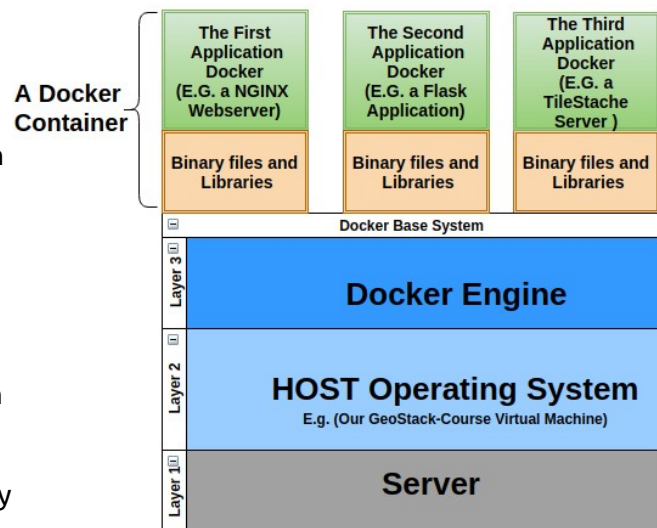 The First
Application
Docker
(E.G. a NGINX
Webserver)
The Second
Application
Docker
(E.G. a Flask
Application)
The Third
Application
Docker
(E.G. a
TileStache
Server )
A Docker
Container
Binary files and
Libraries
Binary files and
Libraries
Binary files and
Libraries
Docker Base System
Layer 3
Docker Engine
Layer 2
HOST Operating System
E.g. (Our GeoStack-Course Virtual Machine)
Layer 1
Server